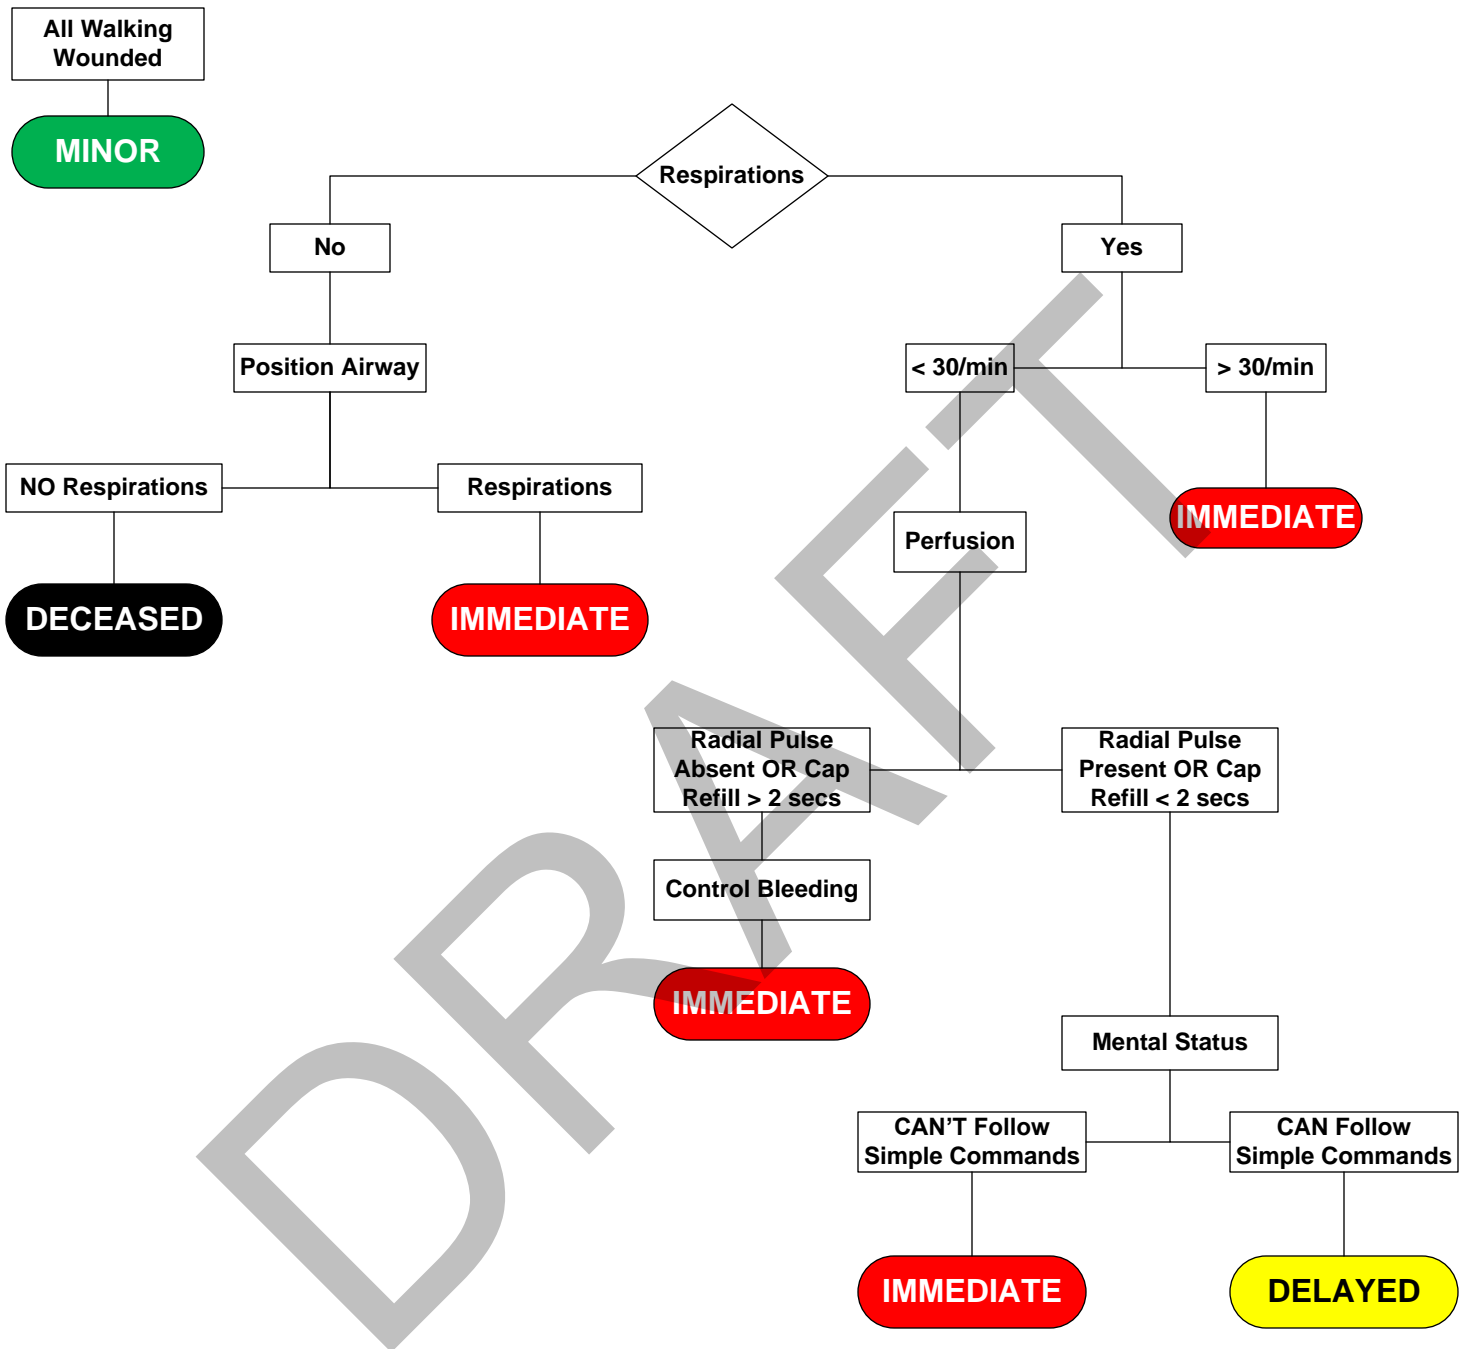 All Walking
Wounded
MINOR
Respirations
No
Yes
Position Airway
< 30/min
> 30/min
NO Respirations
Respirations
IMMEDIATE
Perfusion
DECEASED
IMMEDIATE
Radial Pulse
Absent OR Cap
Refill > 2 secs
Radial Pulse
Present OR Cap
Refill < 2 secs
Control Bleeding
IMMEDIATE
Mental Status
CAN'T Follow
Simple Commands
CAN Follow
Simple Commands
IMMEDIATE
DELAYED
DRAFT